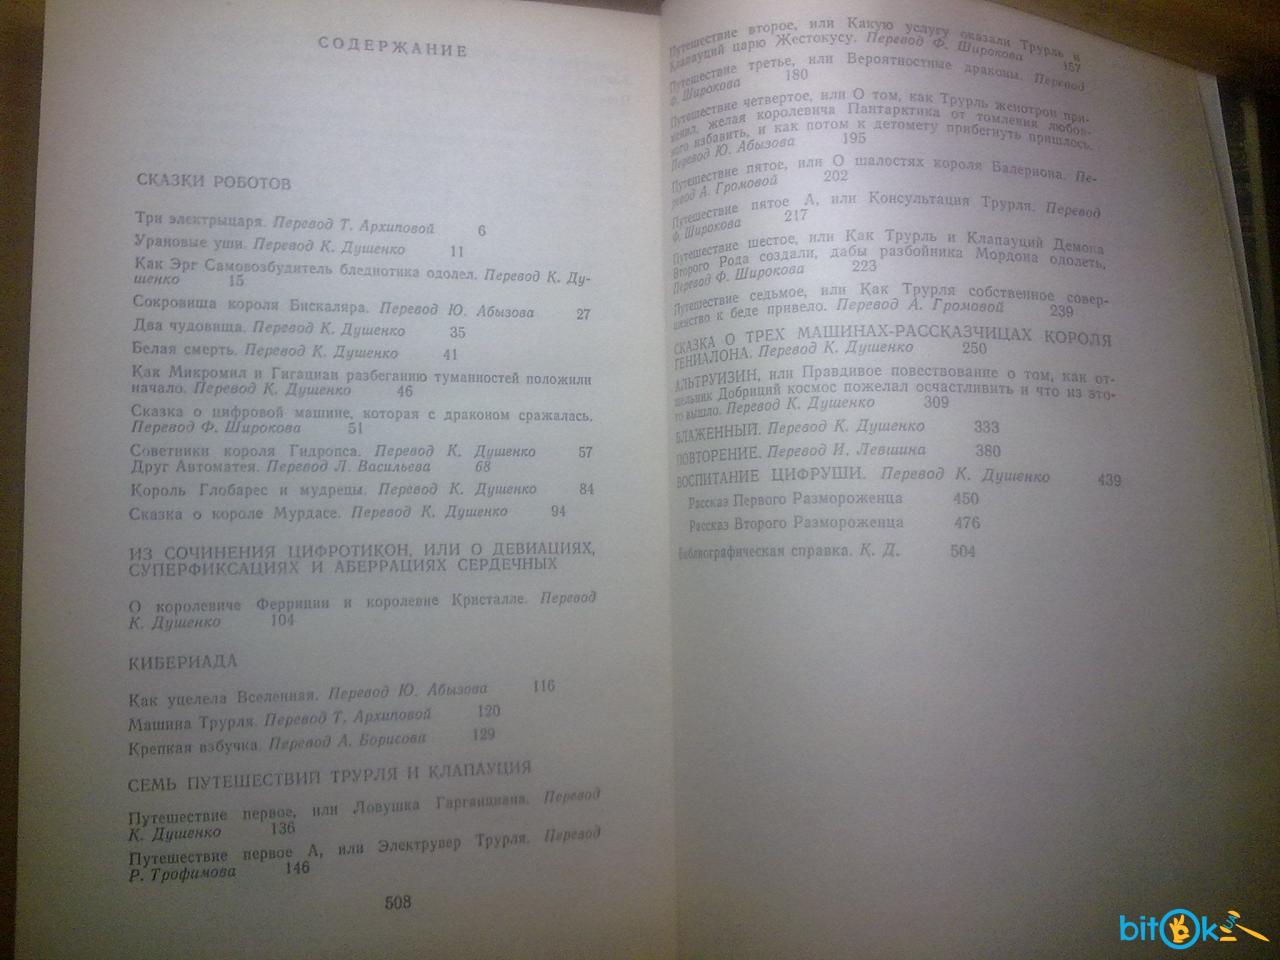 СОДЕРЖАНИЕ
СКАЗКИ РОБОТОВ
Три электрыцаря. Перевод Т. Архиповой 6
Урановые уши. Перевод К. Душенко 11
Как Эрг Самовозбудитель бледнотика одолел. Перевод К. Ду-
шенко 15
Сокровища короля Бискаляра. Перевод Ю. Абызова 27
Два чудовища. Перевод К. Душенко 35
Белая смерть. Перевод К. Душенко 41
Как Микромил и Гигациан разбеганию туманностей положили
начало. Перевод К. Душенко 46
Сказка о цифровой машине, которая с драконом сражалась.
Перевод Ф. Широкова 51
Советники короля Гидропса. Перевод К. Душенко 57
Друг Автоматея. Перевод Л. Васильева 68
Король Глобарес и мудрецы. Перевод К. Душенко 84
Сказка о короле Мурдасе. Перевод К. Душенко 94
ИЗ СОЧИНЕНИЯ ЦИФРОТИКОН, ИЛИ О ДЕВИАЦИЯХ,
СУПЕРФИКСАЦИЯХ И АБЕРРАЦИЯХ СЕРДЕЧНЫХ
О королевиче Ферриции и королевне Кристалле. Перевод
К. Душенко 104
КИБЕРИАДА
Как уцелела Вселенная. Перевод Ю. Абызова 116
Машина Трурля. Перевод Т. Архиповой 120
Крепкая взбучка. Перевод А. Борисова 129
СЕМЬ ПУТЕШЕСТВИЙ ТРУРЛЯ И КЛАПАУЦИЯ
Путешествие первое, или Ловушка Гарганциана. Перевод
К. Душенко 136
Путешествие первое А, или Электрувер Трурля. Перевод
Р. Трофимова 146
508
Путешествие второе, или Какую услугу оказали Трурль и
Клапауций царю Жестокусу. Перевод Ф. Широкова 157
Путешествие третье, или Вероятностные драконы. Перевод
Ф. Широкова 180
Путешествие четвертое, или О том, как Трурль женотрон при-
менил, желая королевича Пантарктика от томления любов-
ного избавить, и как потом к детомету прибегнуть пришлось.
Перевод Ю. Абызова 195
Путешествие пятое, или О шалостях короля Балериона. Пе-
ревод А. Громовой 202
Путешествие пятое А, или Консультация Трурля. Перевод
Ф. Широкова 217
Путешествие шестое, или Как Трурль и Клапауций Демона
Второго Рода создали, дабы разбойника Мордона одолеть.
Перевод Ф. Широкова 223
Путешествие седьмое, или Как Трурля собственное совер-
шенство к беде привело. Перевод А. Громовой 239
СКАЗКА О ТРЕХ МАШИНАХ-РАССКАЗЧИЦАХ КОРОЛЯ
ГЕНИАЛОНА. Перевод К. Душенко 250
АЛЬТРУИЗИН, или Правдивое повествование о том, как от-
шельник Добриций космос пожелал осчастливить и что из это-
го вышло. Перевод К. Душенко 309
БЛАЖЕННЫЙ. Перевод К. Душенко 333
ПОВТОРЕНИЕ. Перевод И. Левшина 380
ВОСПИТАНИЕ ЦИФРУШИ. Перевод К. Душенко 439
Рассказ Первого Размороженца 450
Рассказ Второго Размороженца 476
Библиографическая справка. К. Д. 504
bitOk UA